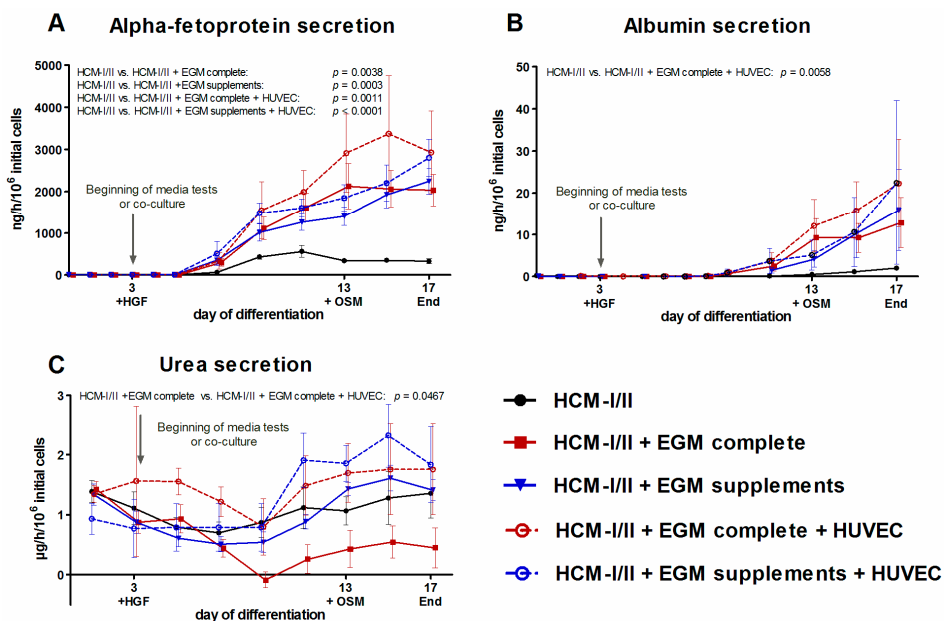 A Alpha-fetoprotein secretion
HCM-I/II vs. HCM-I/II + EGM complete: p = 0.0038
HCM-I/II vs. HCM-I/II +EGM supplements: p = 0.0003
HCM-I/II vs. HCM-I/II + EGM complete + HUVEC: p = 0.0011
HCM-I/II vs. HCM-I/II + EGM supplements + HUVEC: p < 0.0001
5000
4000
3000
2000
1000
0
ng/h/10⁶ initial cells
Beginning of media tests
or co-culture
3 13 17
+HGF + OSM End
day of differentiation
B Albumin secretion
HCM-I/II vs. HCM-I/II + EGM complete + HUVEC: p = 0.0058
50
40
30
20
10
0
ng/h/10⁶ initial cells
Beginning of media tests
or co-culture
3 13 17
+HGF + OSM End
day of differentiation
C Urea secretion
HCM-I/II +EGM complete vs. HCM-I/II + EGM complete + HUVEC: p = 0.0467
3
2
1
0
µg/h/10⁶ initial cells
Beginning of media tests
or co-culture
3 13 17
+HGF + OSM End
day of differentiation
HCM-I/II
HCM-I/II + EGM complete
HCM-I/II + EGM supplements
HCM-I/II + EGM complete + HUVEC
HCM-I/II + EGM supplements + HUVEC